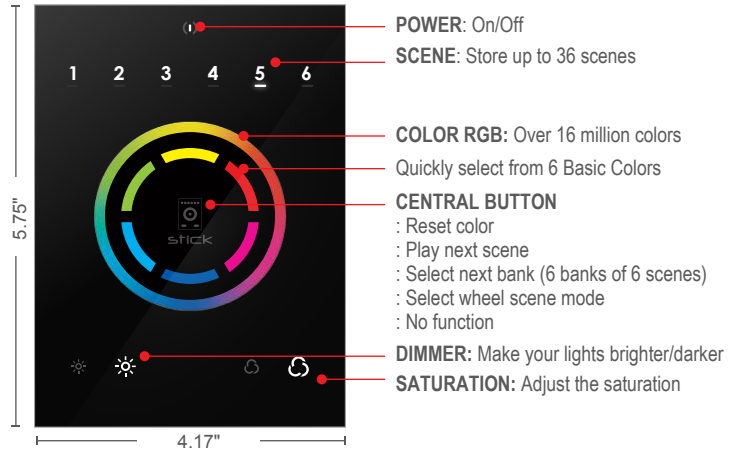 POWER: On/Off
SCENE: Store up to 36 scenes
1 2 3 4 5 6
COLOR RGB: Over 16 million colors
Quickly select from 6 Basic Colors
CENTRAL BUTTON
: Reset color
: Play next scene
: Select next bank (6 banks of 6 scenes)
: Select wheel scene mode
: No function
stick
5.75"
DIMMER: Make your lights brighter/darker
SATURATION: Adjust the saturation
4.17"